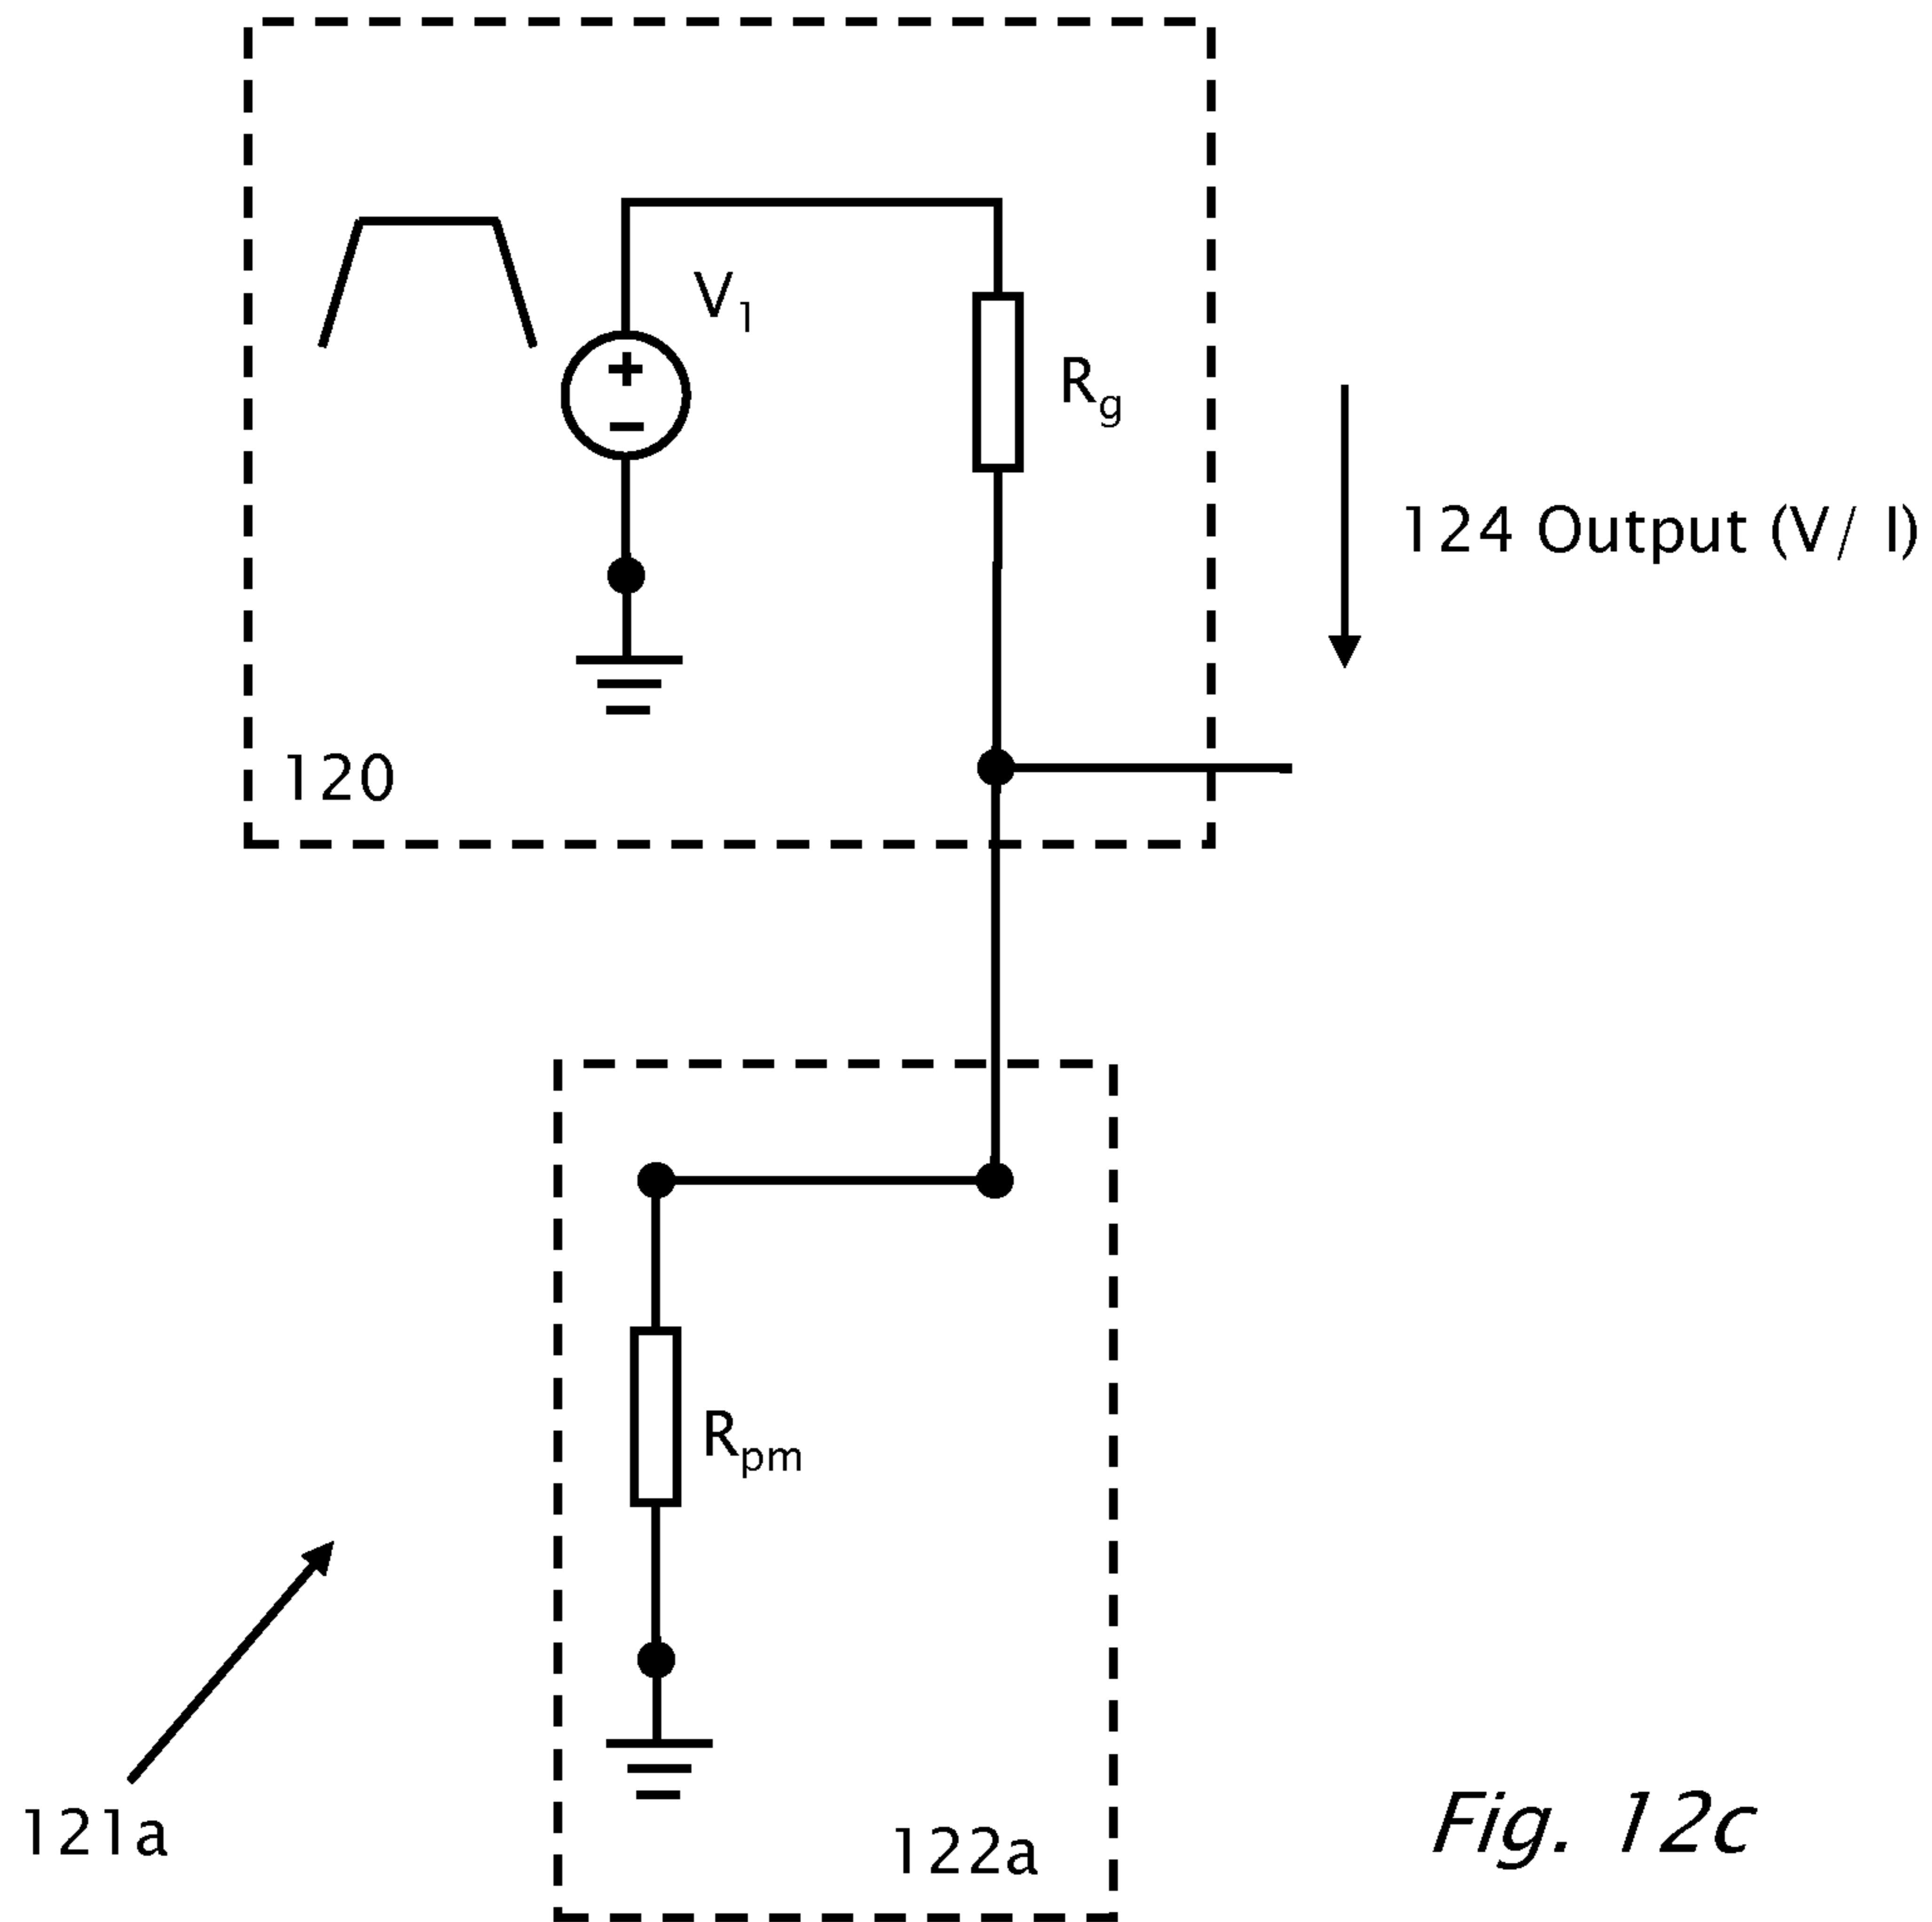 V1
Rg
124 Output (V/ I)
120
Rpm
121a
122a
Fig. 12c